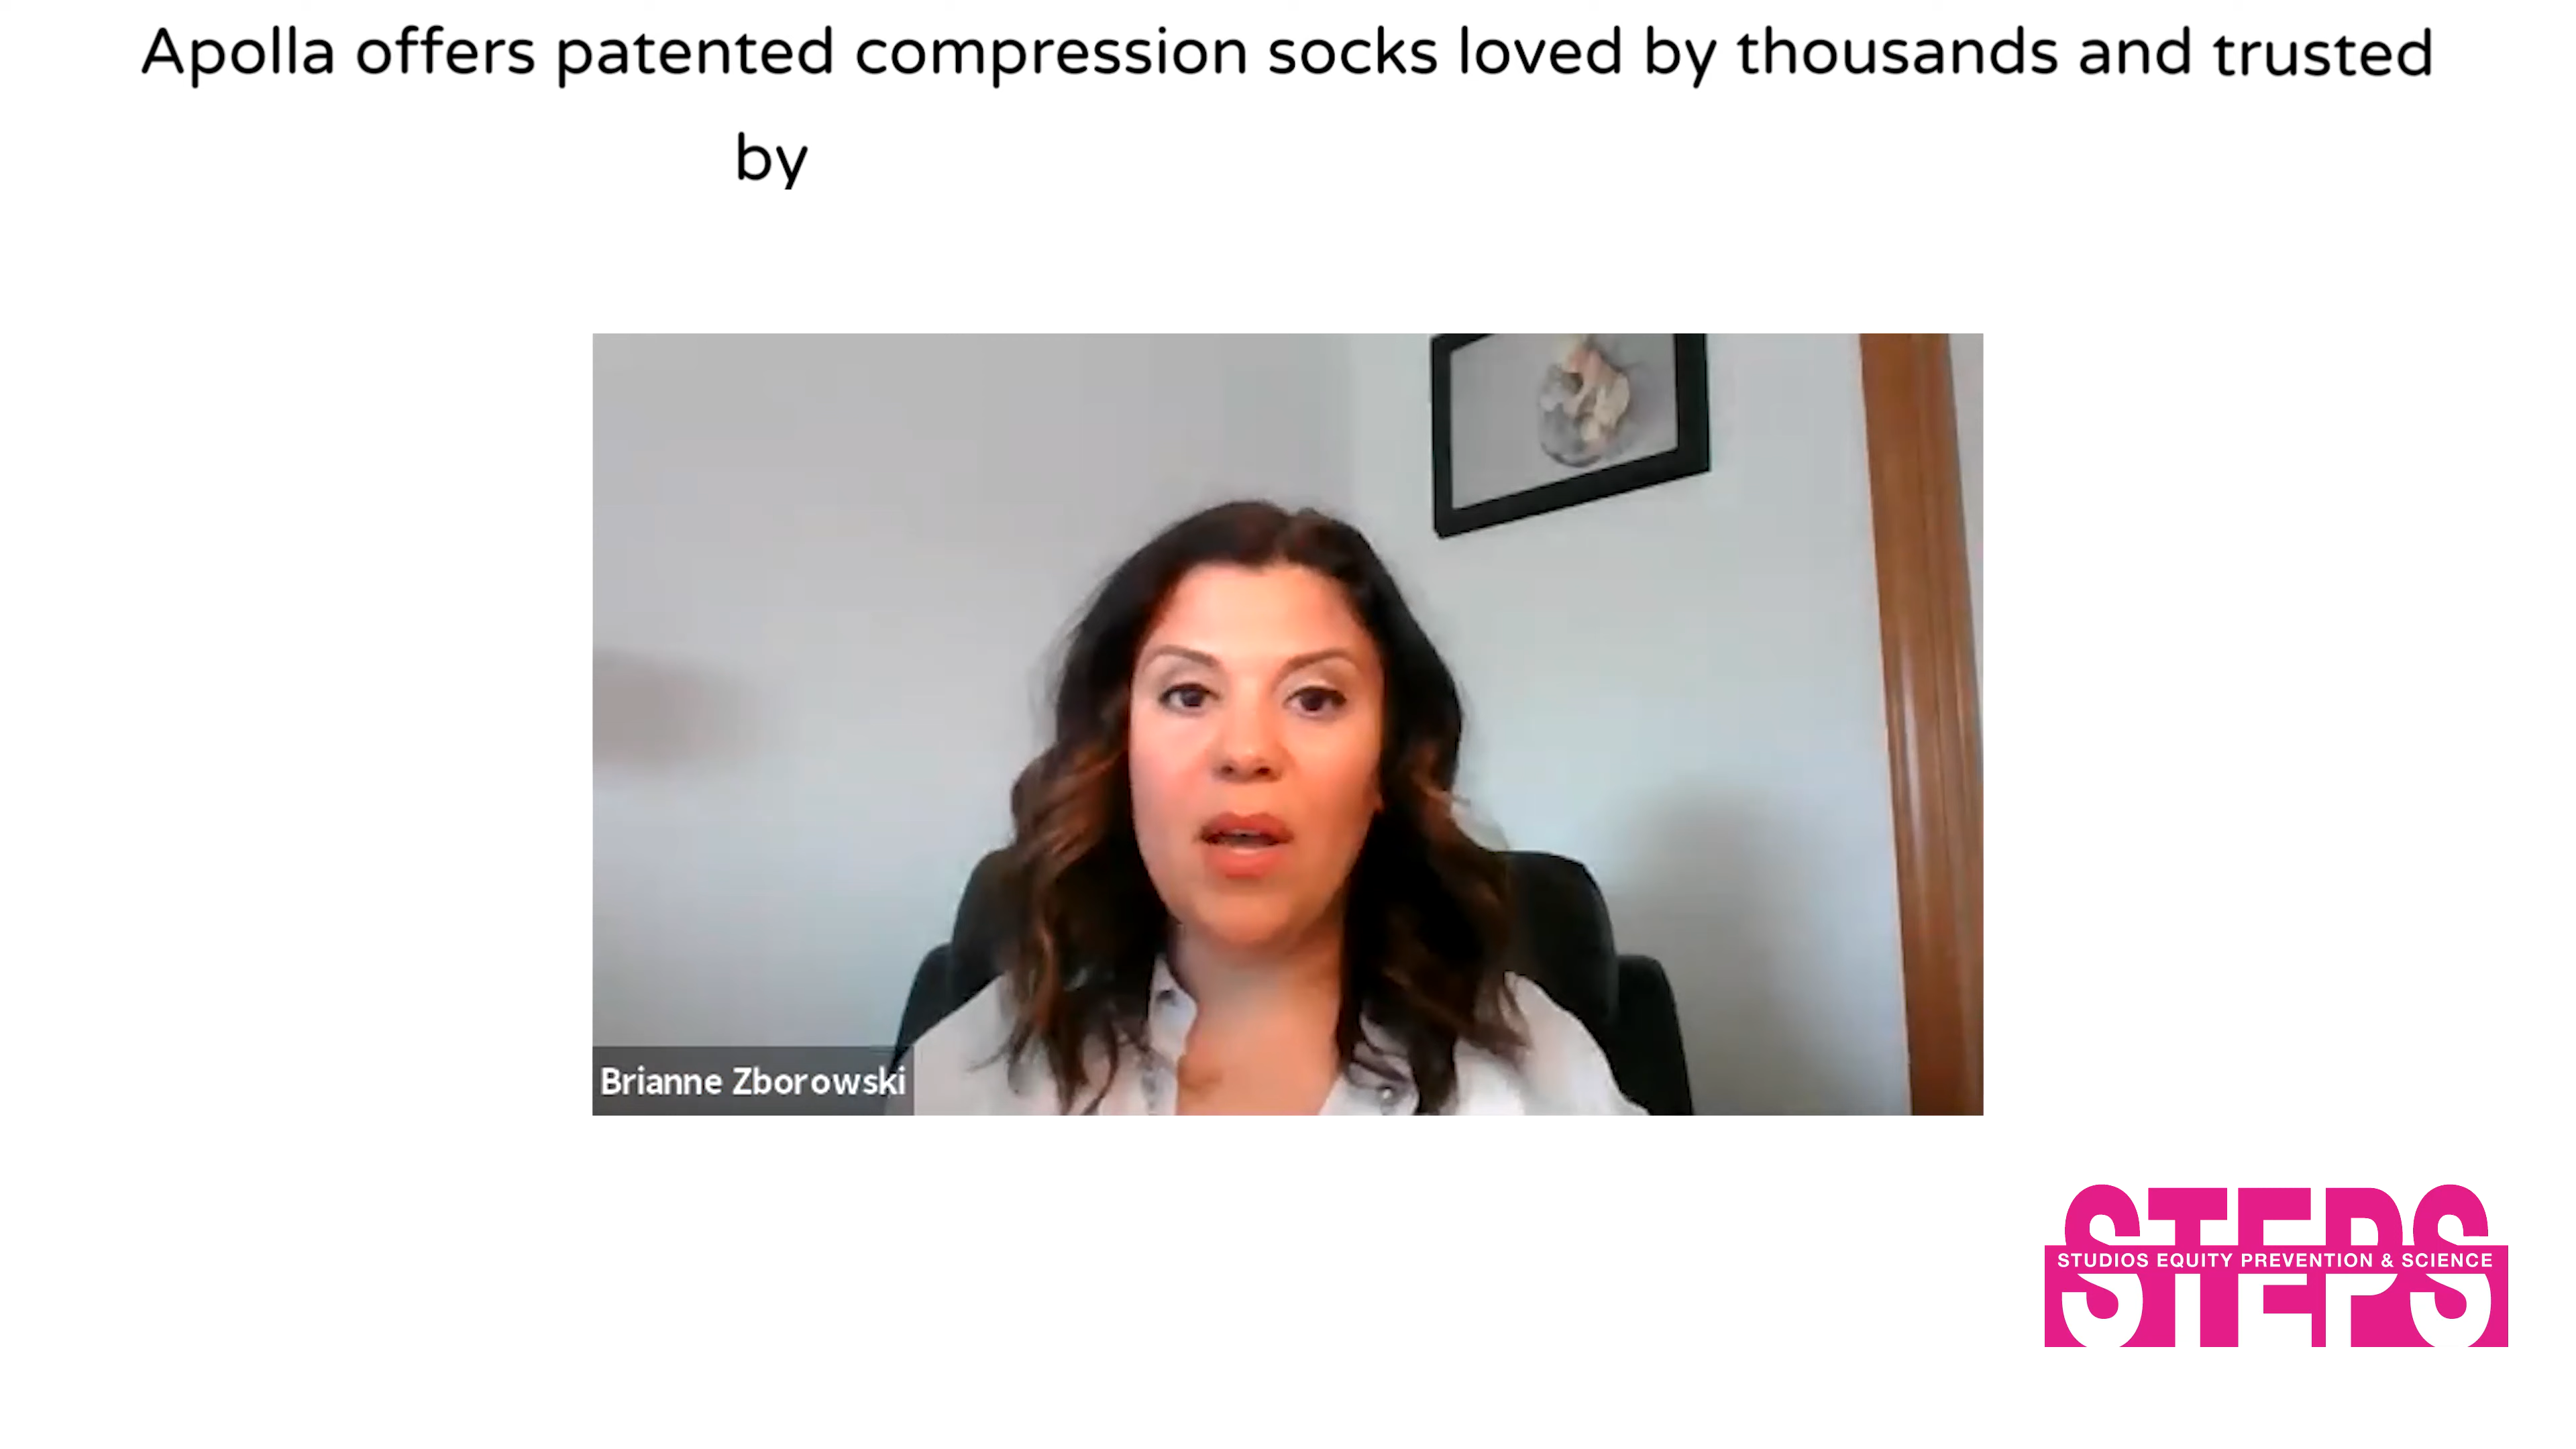 Apolla offers patented compression socks loved by thousands and trusted
by
Brianne Zborowski
STEPS
STUDIOS EQUITY PREVENTION & SCIENCE